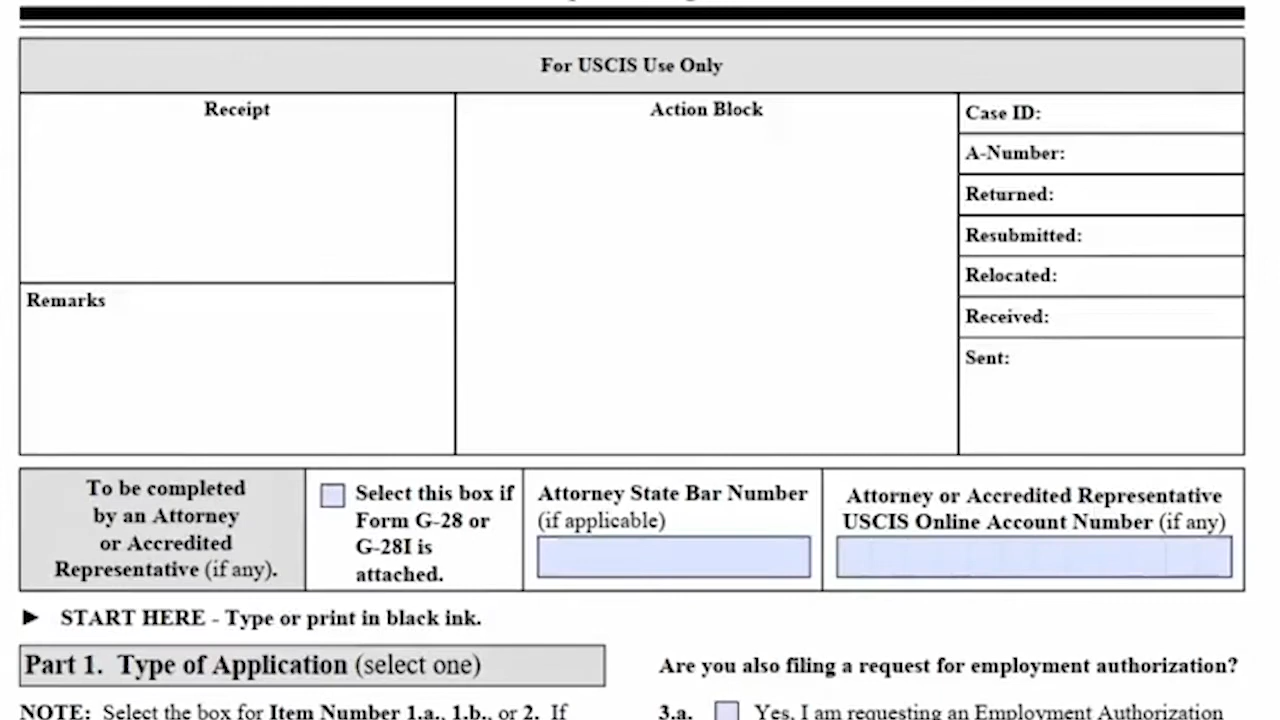 For USCIS Use Only
Receipt
Action Block
Case ID:
A-Number:
Returned:
Resubmitted:
Relocated:
Received:
Sent:
Remarks
To be completed
by an Attorney
or Accredited
Representative (if any).
Select this box if
Form G-28 or
G-28I is
attached.
Attorney State Bar Number
(if applicable)
Attorney or Accredited Representative
USCIS Online Account Number (if any)
► START HERE - Type or print in black ink.
Part 1. Type of Application (select one)
NOTE: Select the box for Item Number 1.a., 1.b., or 2. If
Are you also filing a request for employment authorization?
3.a. Yes, I am requesting an Employment Authorization